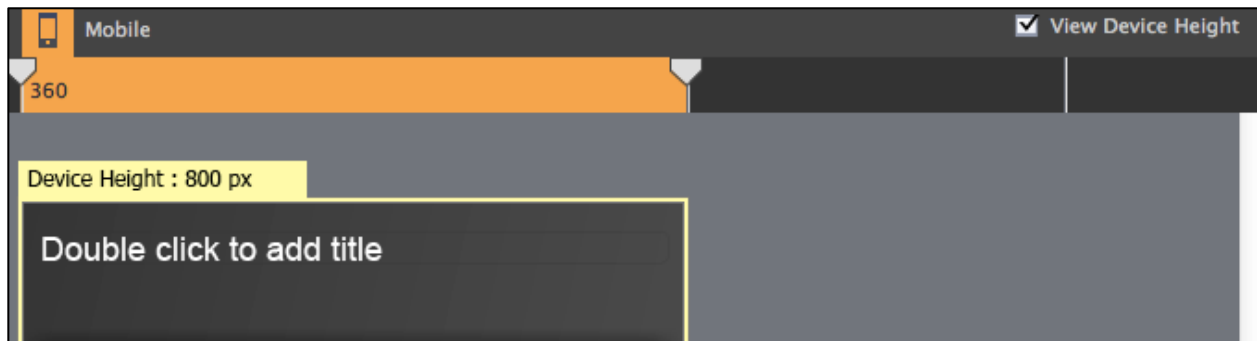 Mobile
View Device Height
360
Device Height : 800 px
Double click to add title